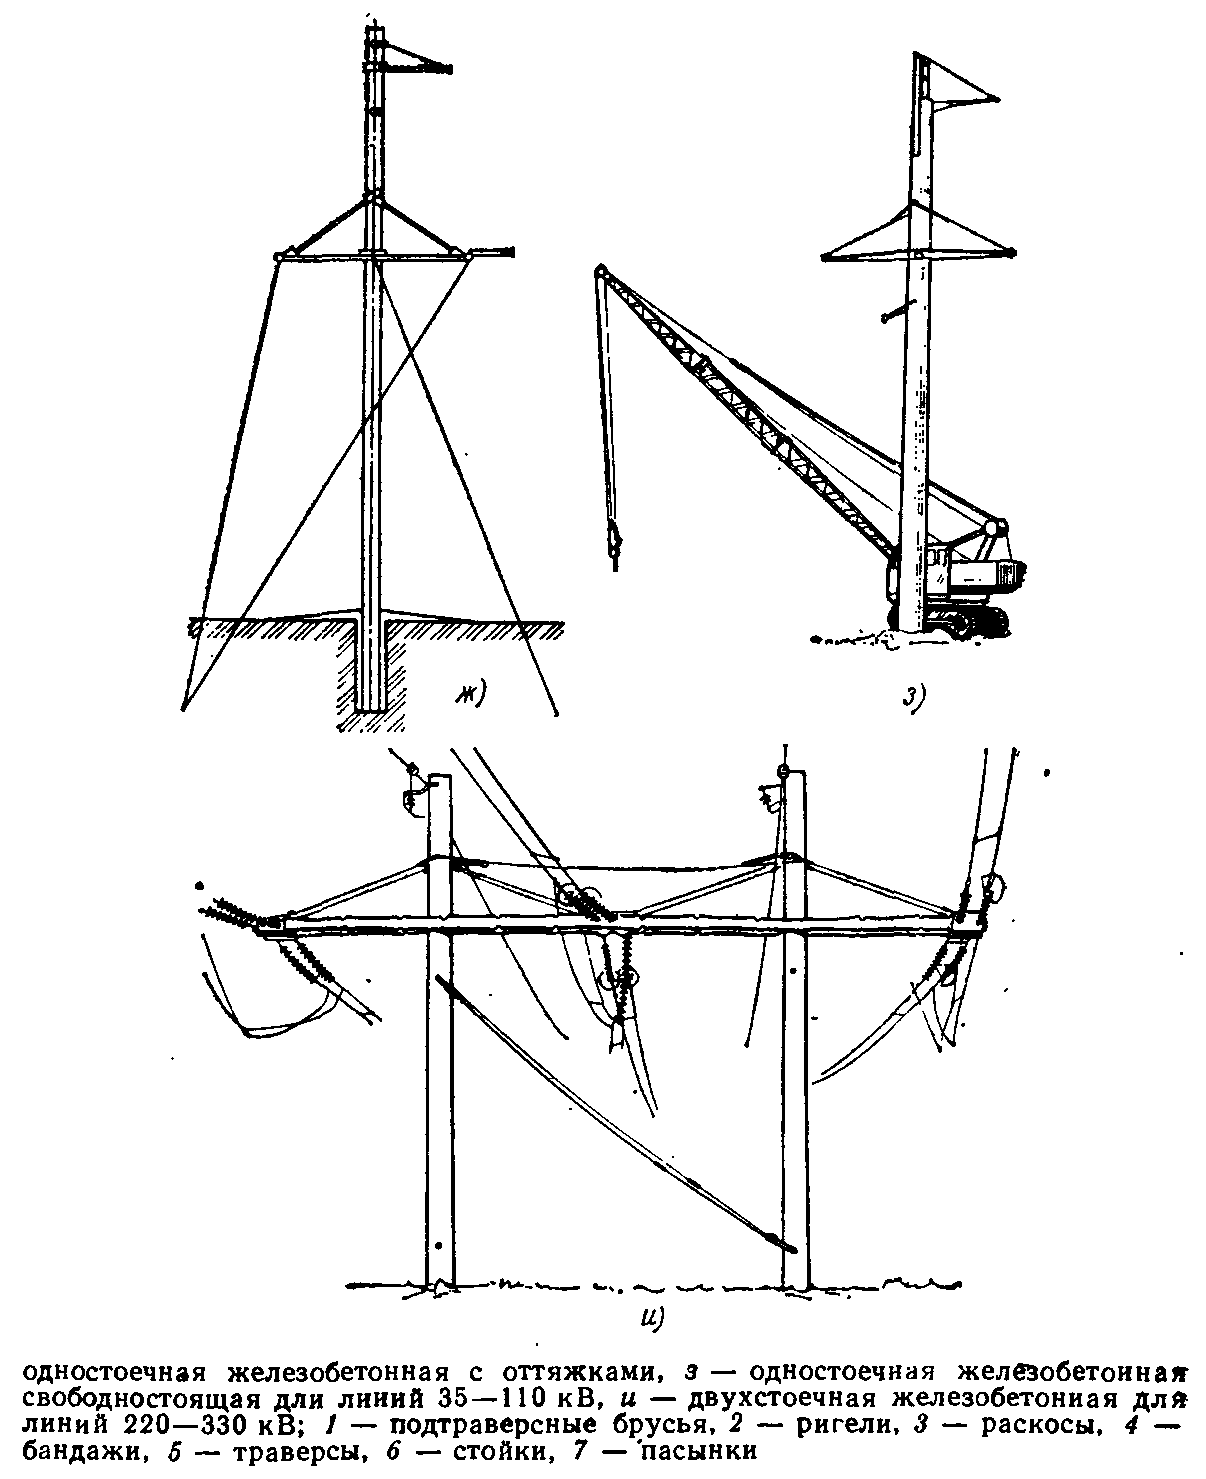 ж)
з)
и)
одностоечная железобетонная с оттяжками, з — одностоечная железобетонная
свободностоящая дли линий 35—110 кВ, и — двухстоечная железобетонная для
линий 220—330 кВ; 1 — подтраверсные брусья, 2 — ригели, 3 — раскосы, 4 —
бандажи, 5 — траверсы, 6 — стойки, 7 — пасынки